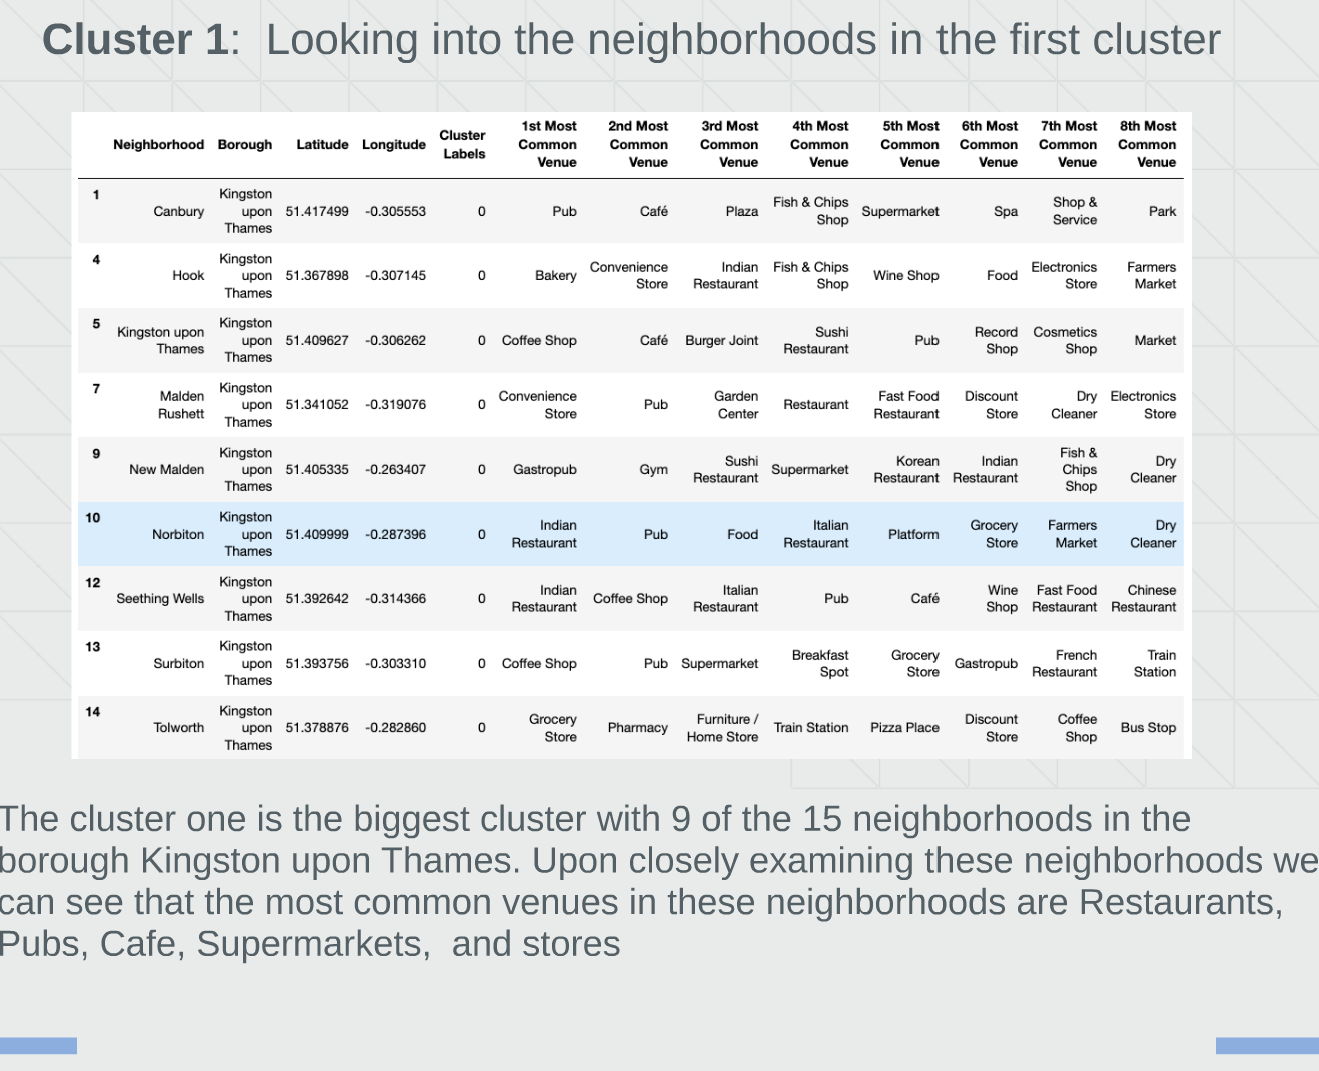 Cluster 1:  Looking into the neighborhoods in the first cluster
Neighborhood Borough Latitude Longitude Cluster Labels 1st Most Common Venue 2nd Most Common Venue 3rd Most Common Venue 4th Most Common Venue 5th Most Common Venue 6th Most Common Venue 7th Most Common Venue 8th Most Common Venue
1 Canbury Kingston upon Thames 51.417499 -0.305553 0 Pub Café Plaza Fish & Chips Shop Supermarket Spa Shop & Service Park
4 Hook Kingston upon Thames 51.367898 -0.307145 0 Bakery Convenience Store Indian Restaurant Fish & Chips Shop Wine Shop Food Electronics Store Farmers Market
5 Kingston upon Thames Kingston upon Thames 51.409627 -0.306262 0 Coffee Shop Café Burger Joint Sushi Restaurant Pub Record Shop Cosmetics Shop Market
7 Malden Rushett Kingston upon Thames 51.341052 -0.319076 0 Convenience Store Pub Garden Center Restaurant Fast Food Restaurant Discount Store Dry Cleaner Electronics Store
9 New Malden Kingston upon Thames 51.405335 -0.263407 0 Gastropub Gym Sushi Restaurant Supermarket Korean Restaurant Indian Restaurant Fish & Chips Shop Dry Cleaner
10 Norbiton Kingston upon Thames 51.409999 -0.287396 0 Indian Restaurant Pub Food Italian Restaurant Platform Grocery Store Farmers Market Dry Cleaner
12 Seething Wells Kingston upon Thames 51.392642 -0.314366 0 Indian Restaurant Coffee Shop Italian Restaurant Pub Café Wine Shop Fast Food Restaurant Chinese Restaurant
13 Surbiton Kingston upon Thames 51.393756 -0.303310 0 Coffee Shop Pub Supermarket Breakfast Spot Grocery Store Gastropub French Restaurant Train Station
14 Tolworth Kingston upon Thames 51.378876 -0.282860 0 Grocery Store Pharmacy Furniture / Home Store Train Station Pizza Place Discount Store Coffee Shop Bus Stop
The cluster one is the biggest cluster with 9 of the 15 neighborhoods in the
borough Kingston upon Thames. Upon closely examining these neighborhoods we
can see that the most common venues in these neighborhoods are Restaurants,
Pubs, Cafe, Supermarkets,  and stores